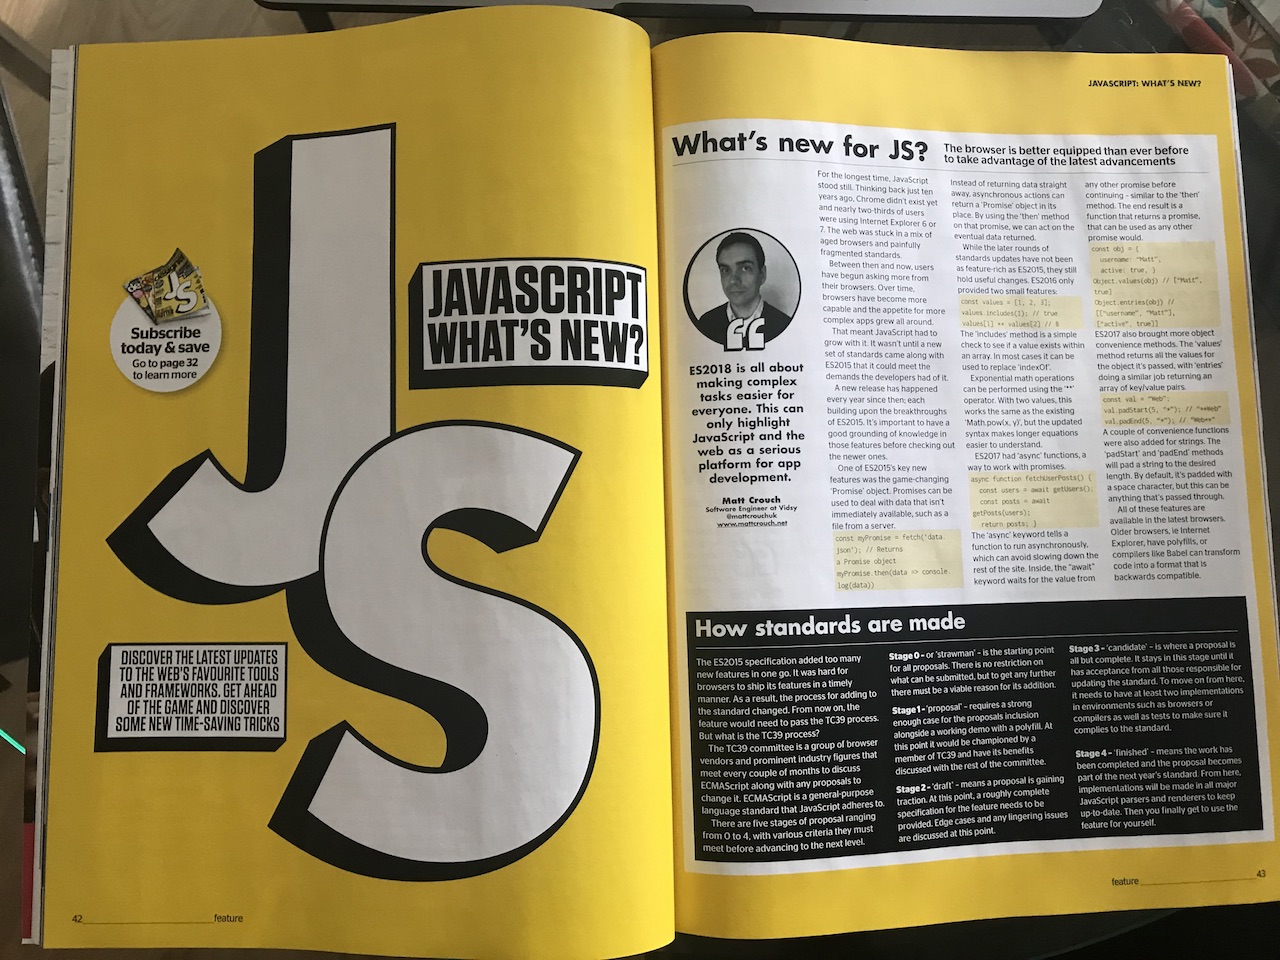 JS
Subscribe
today & save
Go to page 32
to learn more
JAVASCRIPT
WHAT'S NEW?
DISCOVER THE LATEST UPDATES
TO THE WEB'S FAVOURITE TOOLS
AND FRAMEWORKS. GET AHEAD
OF THE GAME AND DISCOVER
SOME NEW TIME-SAVING TRICKS
42 feature
JAVASCRIPT: WHAT'S NEW?
What's new for JS?
The browser is better equipped than ever before
to take advantage of the latest advancements
ES2018 is all about
making complex
tasks easier for
everyone. This can
only highlight
JavaScript and the
web as a serious
platform for app
development.
Matt Crouch
Software Engineer at Vidsy
@mattcrouchuk
www.mattcrouch.net
For the longest time, JavaScript
stood still. Thinking back just ten
years ago, Chrome didn't exist yet
and nearly two-thirds of users
were using Internet Explorer 6 or
7. The web was stuck in a mix of
aged browsers and painfully
fragmented standards.
Between then and now, users
have begun asking more from
their browsers. Over time,
browsers have become more
capable and the appetite for more
complex apps grew all around.
That meant JavaScript had to
grow with it. It wasn't until a new
set of standards came along with
ES2015 that it could meet the
demands the developers had of it.
A new release has happened
every year since then; each
building upon the breakthroughs
of ES2015. It's important to have a
good grounding of knowledge in
those features before checking out
the newer ones.
One of ES2015's key new
features was the game-changing
'Promise' object. Promises can be
used to deal with data that isn't
immediately available, such as a
file from a server.
const myPromise = fetch('data.
json'); // Returns
a Promise object
myPromise.then(data => console.
log(data))
Instead of returning data straight
away, asynchronous actions can
return a 'Promise' object in its
place. By using the 'then' method
on that promise, we can act on the
eventual data returned.
While the later rounds of
standards updates have not been
as feature-rich as ES2015, they still
hold useful changes. ES2016 only
provided two small features:
const values = [1, 2, 3];
values.includes(1); // true
values[1] ** values[2] // 8
The 'includes' method is a simple
check to see if a value exists within
an array. In most cases it can be
used to replace 'indexOf'.
Exponential math operations
can be performed using the '**'
operator. With two values, this
works the same as the existing
'Math.pow(x, y)', but the updated
syntax makes longer equations
easier to understand.
ES2017 had 'async' functions, a
way to work with promises.
async function fetchUserPosts() {
const users = await getUsers();
const posts = await
getPosts(users);
return posts; }
The 'async' keyword tells a
function to run asynchronously,
which can avoid slowing down the
rest of the site. Inside, the "await"
keyword waits for the value from
any other promise before
continuing - similar to the 'then'
method. The end result is a
function that returns a promise,
that can be used as any other
promise would.
const obj = {
username: "Matt",
active: true, }
Object.values(obj) // ["Matt",
true]
Object.entries(obj) //
[["username", "Matt"],
["active", true]]
ES2017 also brought more object
convenience methods. The 'values'
method returns all the values for
the object it's passed, with 'entries'
doing a similar job returning an
array of key/value pairs.
const val = "Web";
val.padStart(5, "*"); // "**Web"
val.padEnd(5, "*"); // "Web**"
A couple of convenience functions
were also added for strings. The
'padStart' and 'padEnd' methods
will pad a string to the desired
length. By default, it's padded with
a space character, but this can be
anything that's passed through.
All of these features are
available in the latest browsers.
Older browsers, ie Internet
Explorer, have polyfills, or
compilers like Babel can transform
code into a format that is
backwards compatible.
How standards are made
The ES2015 specification added too many
new features in one go. It was hard for
browsers to ship its features in a timely
manner. As a result, the process for adding to
the standard changed. From now on, the
feature would need to pass the TC39 process.
But what is the TC39 process?
The TC39 committee is a group of browser
vendors and prominent industry figures that
meet every couple of months to discuss
ECMAScript along with any proposals to
change it. ECMAScript is a general-purpose
language standard that JavaScript adheres to.
There are five stages of proposal ranging
from 0 to 4, with various criteria they must
meet before advancing to the next level.
Stage 0 - or 'strawman' - is the starting point
for all proposals. There is no restriction on
what can be submitted, but to get any further
there must be a viable reason for its addition.
Stage 1 - 'proposal' - requires a strong
enough case for the proposals inclusion
alongside a working demo with a polyfill. At
this point it would be championed by a
member of TC39 and have its benefits
discussed with the rest of the committee.
Stage 2 - 'draft' - means a proposal is gaining
traction. At this point, a roughly complete
specification for the feature needs to be
provided. Edge cases and any lingering issues
are discussed at this point.
Stage 3 - 'candidate' - is where a proposal is
all but complete. It stays in this stage until it
has acceptance from all those responsible for
updating the standard. To move on from here,
it needs to have at least two implementations
in environments such as browsers or
compilers as well as tests to make sure it
complies to the standard.
Stage 4 - 'finished' - means the work has
been completed and the proposal becomes
part of the next year's standard. From here,
implementations will be made in all major
JavaScript parsers and renderers to keep
up-to-date. Then you finally get to use the
feature for yourself.
feature 43